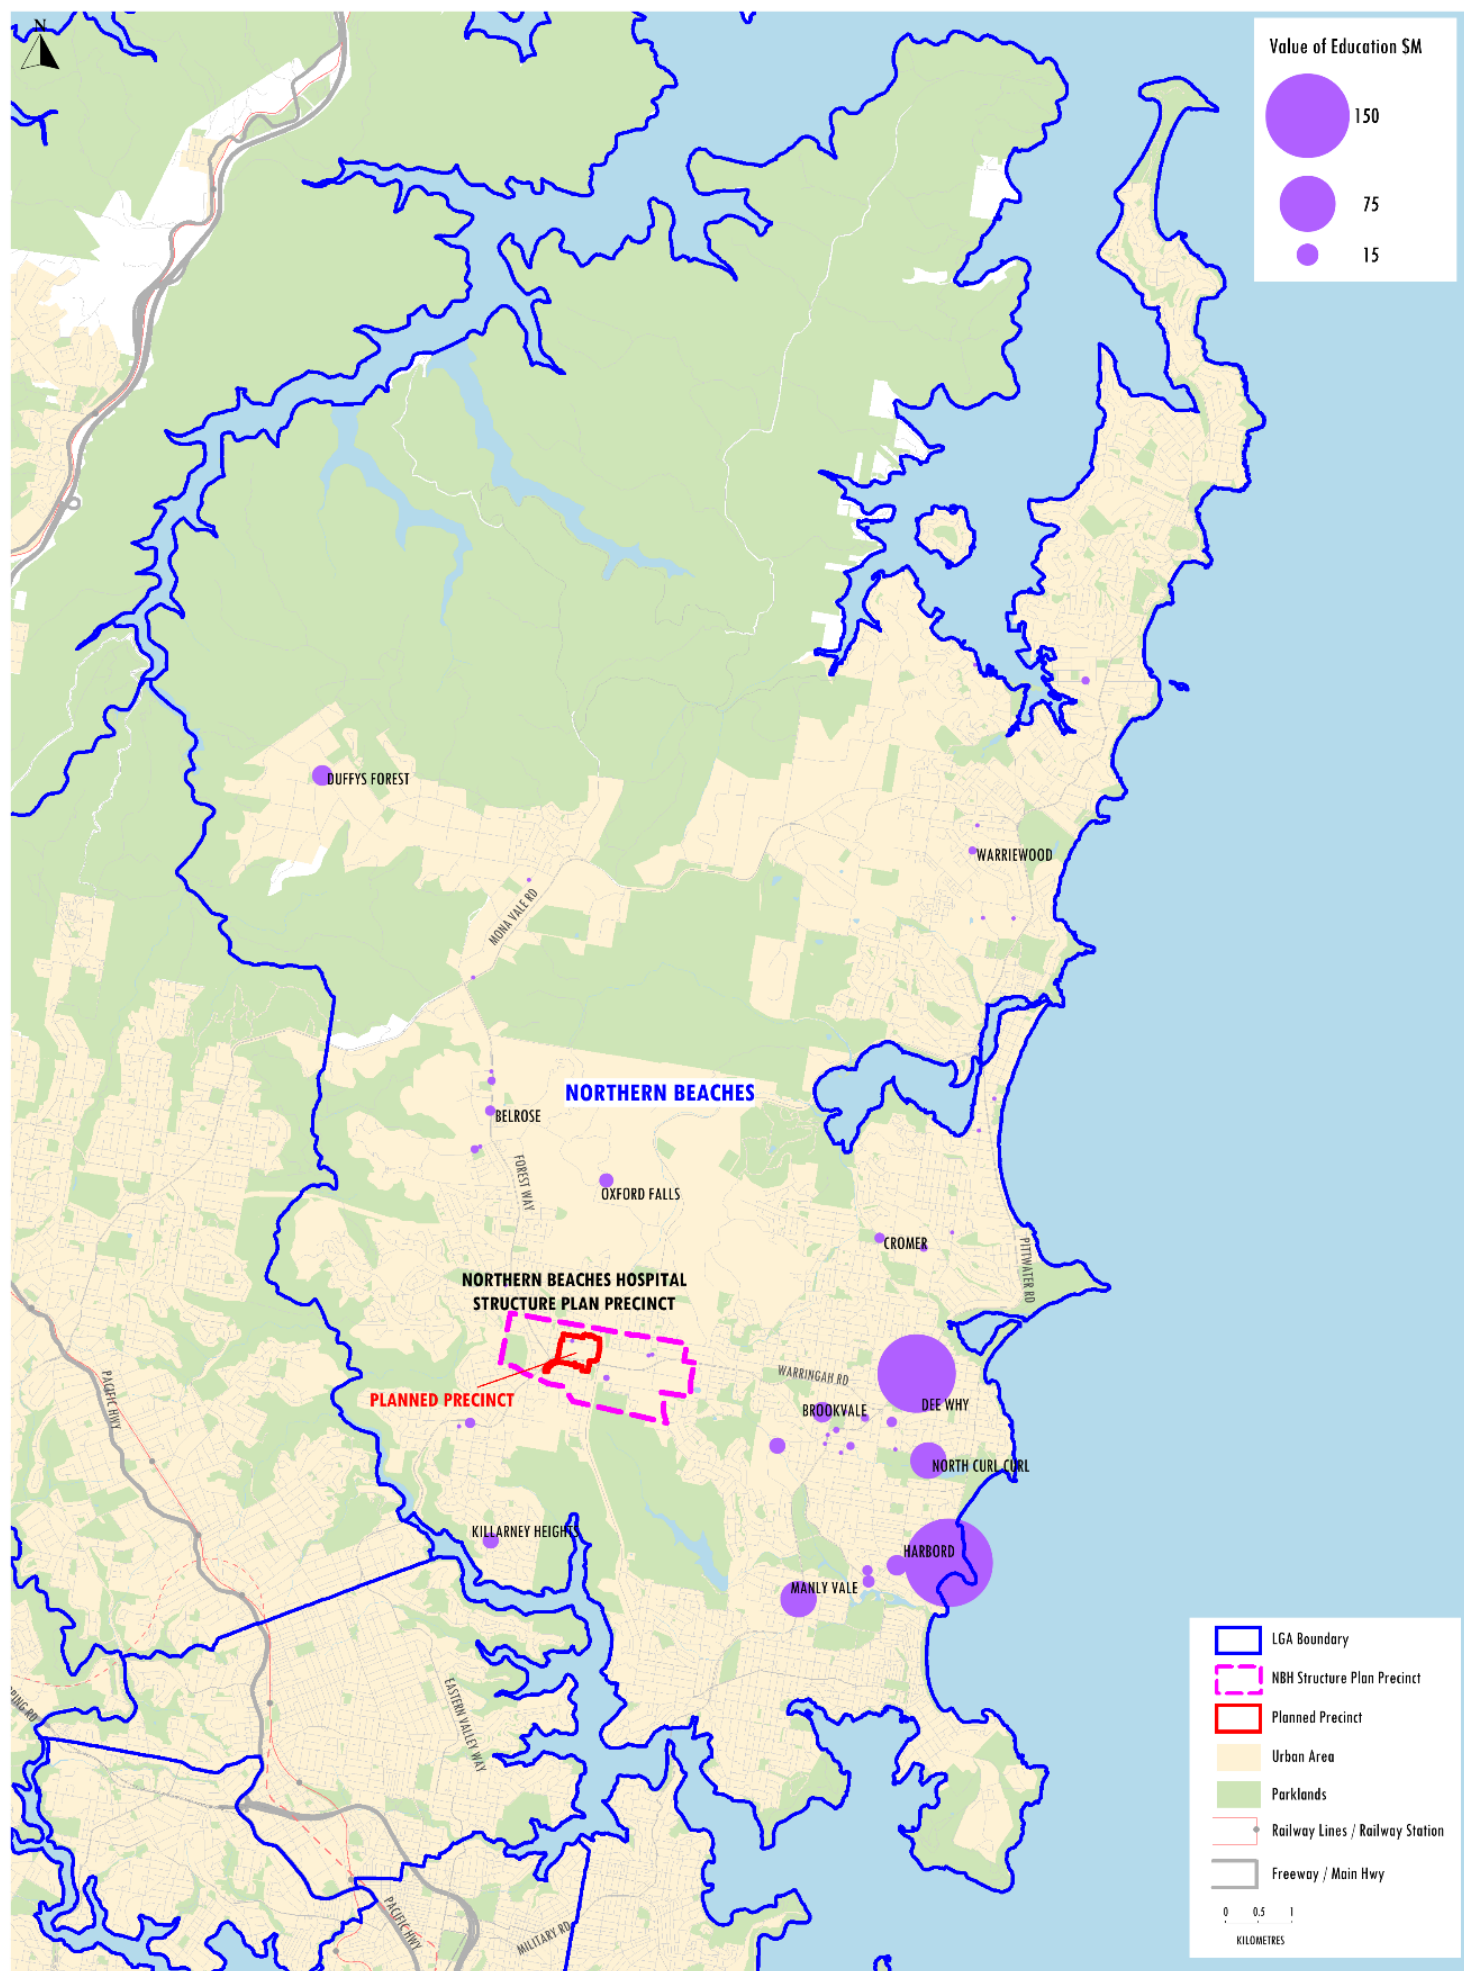 N
Value of Education $M
150
75
15
DUFFYS FOREST
WARRIEWOOD
MONA VALE RD
NORTHERN BEACHES
BELROSE
FOREST WAY
OXFORD FALLS
CROMER
PITTWATER RD
NORTHERN BEACHES HOSPITAL
STRUCTURE PLAN PRECINCT
PLANNED PRECINCT
WARRINGAH RD
PACIFIC HWY
BROOKVALE
DEE WHY
NORTH CURL CURL
KILLARNEY HEIGHTS
HARBORD
MANLY VALE
EASTERN VALLEY WAY
PING RD
PACIFIC HWY
MILITARY RD
LGA Boundary
NBH Structure Plan Precinct
Planned Precinct
Urban Area
Parklands
Railway Lines / Railway Station
Freeway / Main Hwy
0 0.5 1
KILOMETRES